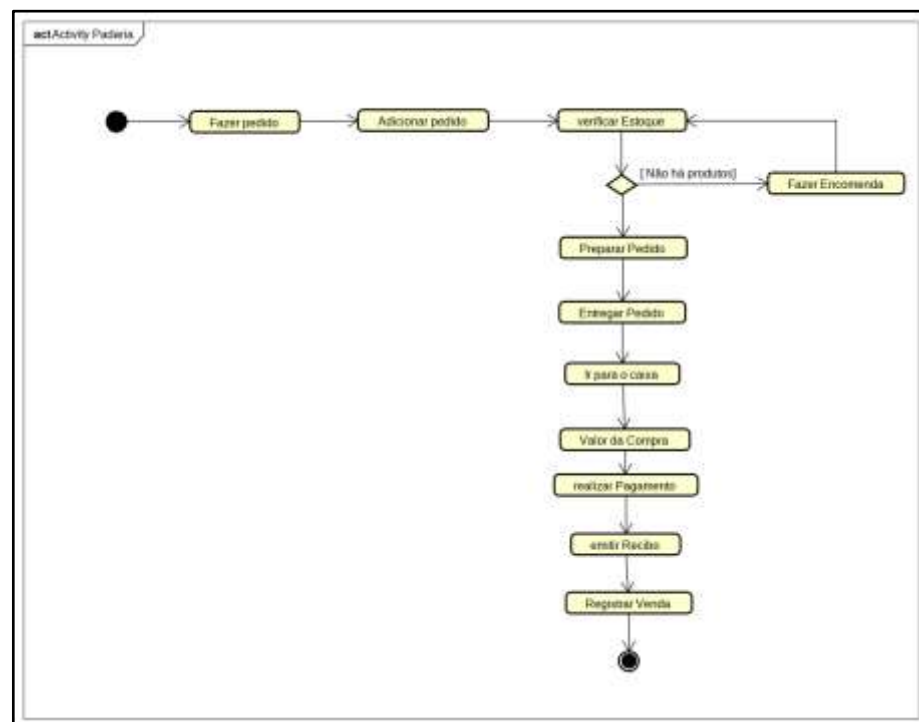 act Activity Padaria
Fazer pedido
Adicionar pedido
verificar Estoque
[ Não há produtos]
Fazer Encomenda
Preparar Pedido
Entregar Pedido
Ir para o caixa
Valor da Compra
realizar Pagamento
emitir Recibo
Registrar Venda